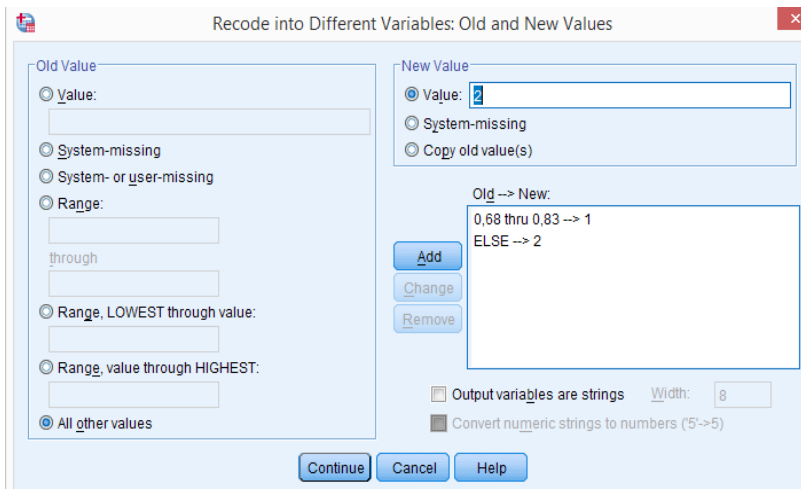 Recode into Different Variables: Old and New Values
Old Value
Value:
System-missing
System- or user-missing
Range:
through
Range, LOWEST through value:
Range, value through HIGHEST:
All other values
New Value
Value: 2
System-missing
Copy old value(s)
Old --> New:
0,68 thru 0,83 --> 1
ELSE --> 2
Add
Change
Remove
Output variables are strings Width: 8
Convert numeric strings to numbers ('5'->5)
Continue Cancel Help